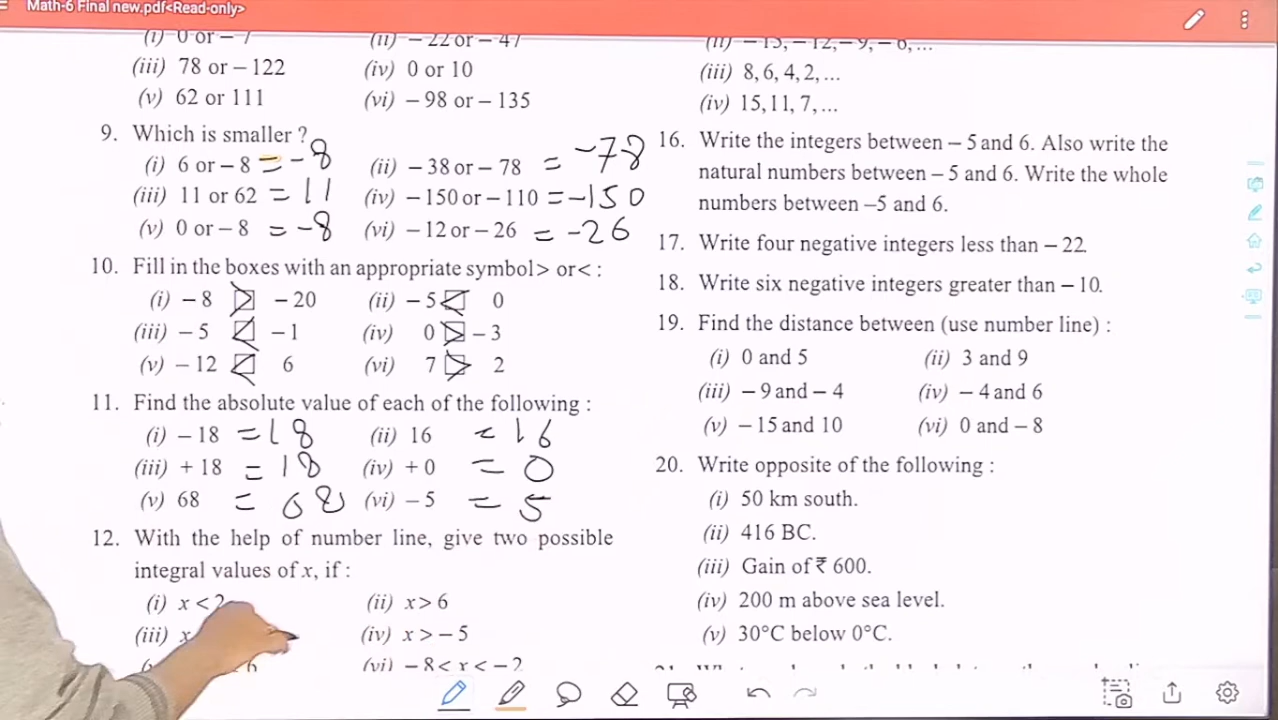 Math-6 Final new.pdf<Read-only>
(i) 0 or – 7
(ii) – 22 or – 47
(iii) 78 or – 122
(iv) 0 or 10
(v) 62 or 111
(vi) – 98 or – 135
9. Which is smaller ?
(i) 6 or – 8 = -8
(ii) – 38 or – 78 = -78
(iii) 11 or 62 = 11
(iv) – 150 or – 110 = -150
(v) 0 or – 8 = -8
(vi) – 12 or – 26 = -26
10. Fill in the boxes with an appropriate symbol> or< :
(i) – 8 > – 20
(ii) – 5 < 0
(iii) – 5 < – 1
(iv) 0 > – 3
(v) – 12 < 6
(vi) 7 > 2
11. Find the absolute value of each of the following :
(i) – 18 = 18
(ii) 16 = 16
(iii) + 18 = 18
(iv) + 0 = 0
(v) 68 = 68
(vi) – 5 = 5
12. With the help of number line, give two possible
integral values of x, if :
(i) x < 2
(ii) x > 6
(iii) x
(iv) x > – 5
6
(vi) – 8 < x < – 2
(ii) – 15, – 12, – 9, – 6, ...
(iii) 8, 6, 4, 2, ...
(iv) 15, 11, 7, ...
16. Write the integers between – 5 and 6. Also write the
natural numbers between – 5 and 6. Write the whole
numbers between –5 and 6.
17. Write four negative integers less than – 22.
18. Write six negative integers greater than – 10.
19. Find the distance between (use number line) :
(i) 0 and 5
(ii) 3 and 9
(iii) – 9 and – 4
(iv) – 4 and 6
(v) – 15 and 10
(vi) 0 and – 8
20. Write opposite of the following :
(i) 50 km south.
(ii) 416 BC.
(iii) Gain of ₹ 600.
(iv) 200 m above sea level.
(v) 30°C below 0°C.